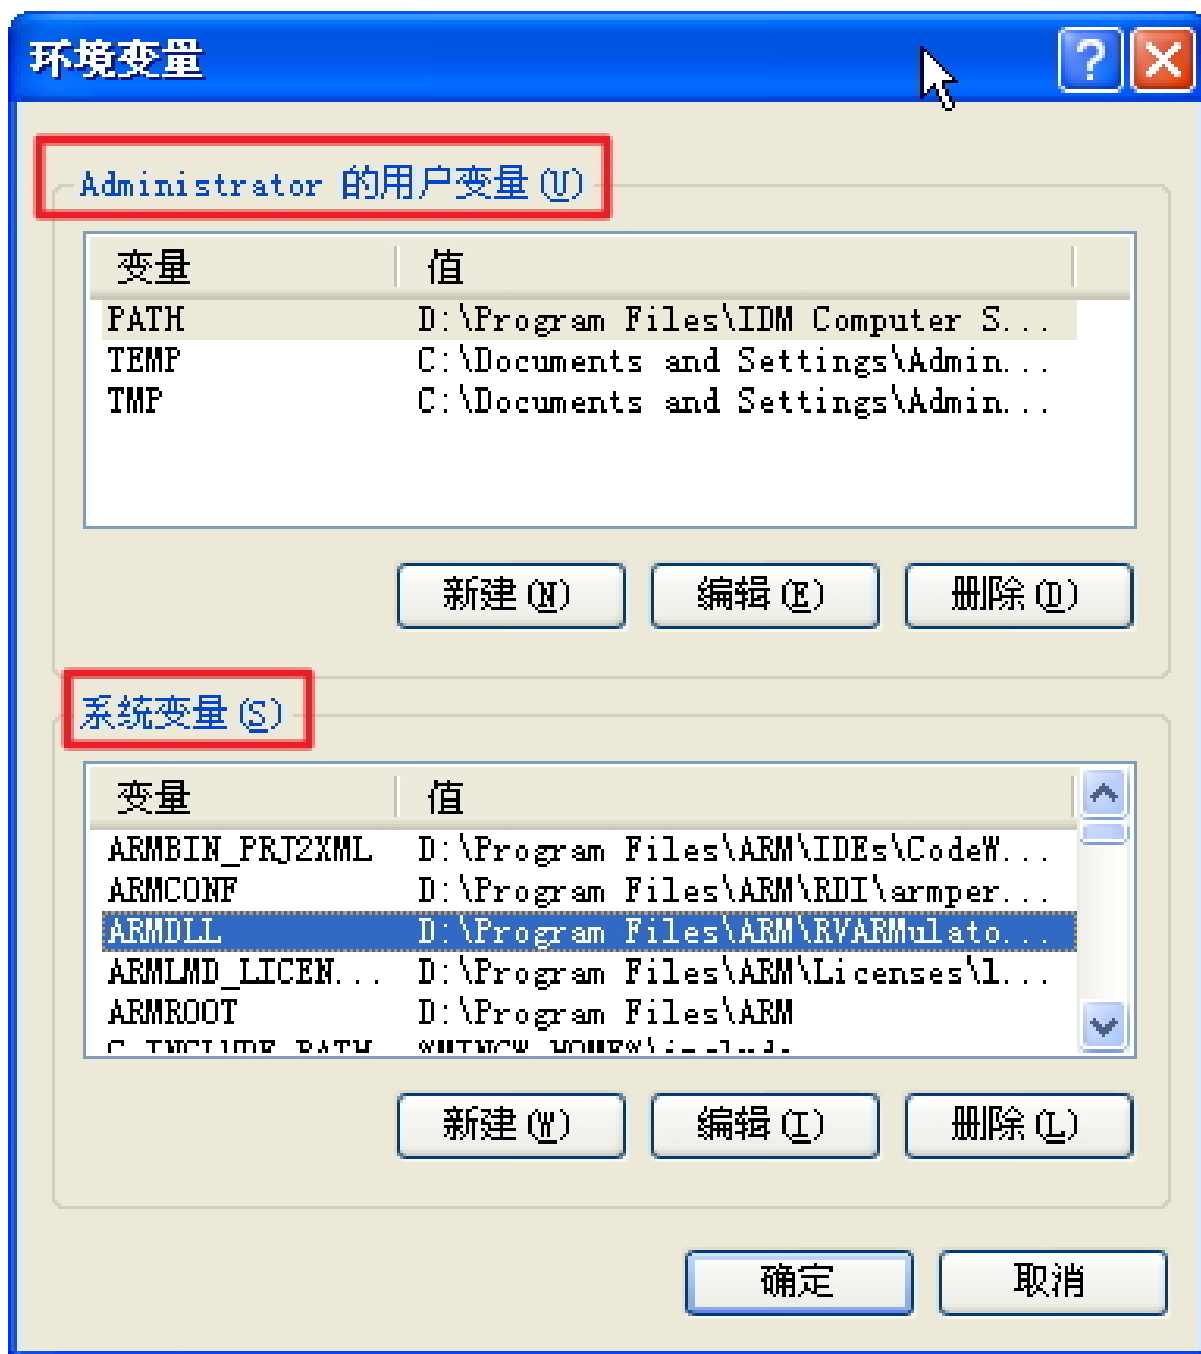 环境变量
Administrator 的用户变量(U)
变量 值
PATH D:\Program Files\IDM Computer S...
TEMP C:\Documents and Settings\Admin...
TMP C:\Documents and Settings\Admin...
新建(N) 编辑(E) 删除(D)
系统变量(S)
变量 值
ARMBIN_PRJ2XML D:\Program Files\ARM\IDEs\CodeW...
ARMCONF D:\Program Files\ARM\RDI\armper...
ARMDLL D:\Program Files\ARM\RVARMulato...
ARMLMD_LICEN... D:\Program Files\ARM\Licenses\l...
ARMROOT D:\Program Files\ARM
C_INCLUDE_PATH %MINGW_HOME%\include
新建(W) 编辑(I) 删除(L)
确定 取消